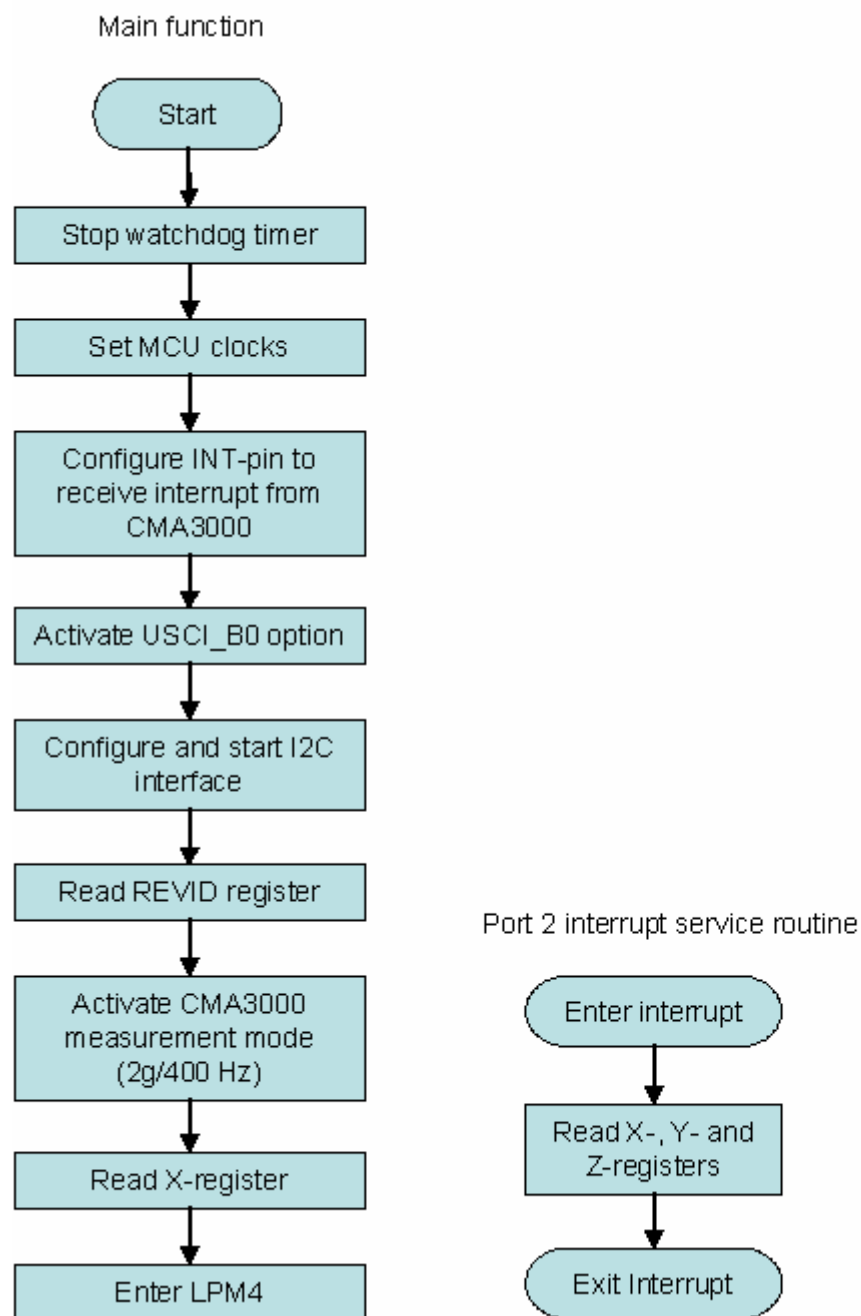 Main function
Start
Stop watchdog timer
Set MCU clocks
Configure INT-pin to
receive interrupt from
CMA3000
Activate USCI_B0 option
Configure and start I2C
interface
Read REVID register
Activate CMA3000
measurement mode
(2g/400 Hz)
Read X-register
Enter LPM4
Port 2 interrupt service routine
Enter interrupt
Read X-, Y- and
Z-registers
Exit Interrupt